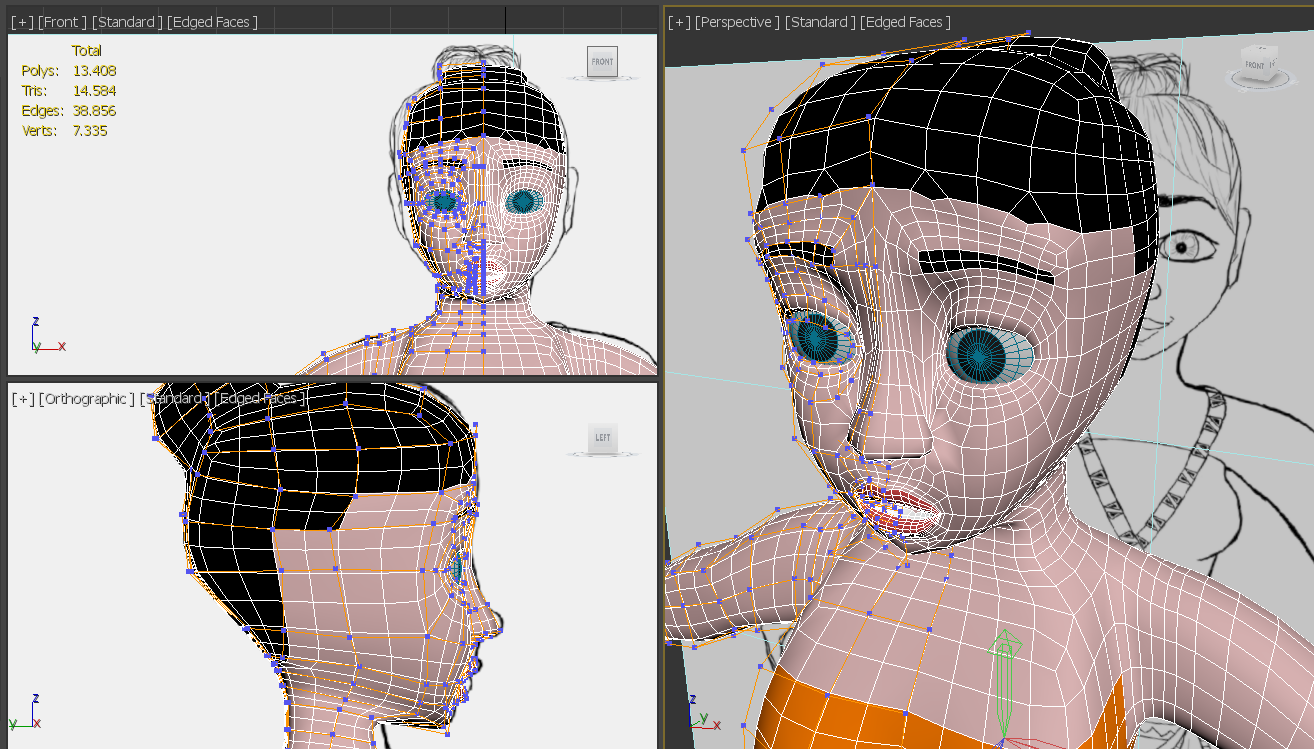 [+] [Front ] [Standard ] [Edged Faces ]
Total
Polys: 13.408
Tris: 14.584
Edges: 38.856
Verts: 7.335
FRONT
z
y x
[+] [Orthographic ] [Standard ] [Edged Faces ]
LEFT
z
y x
[+] [Perspective ] [Standard ] [Edged Faces ]
FRONT
z
y
x